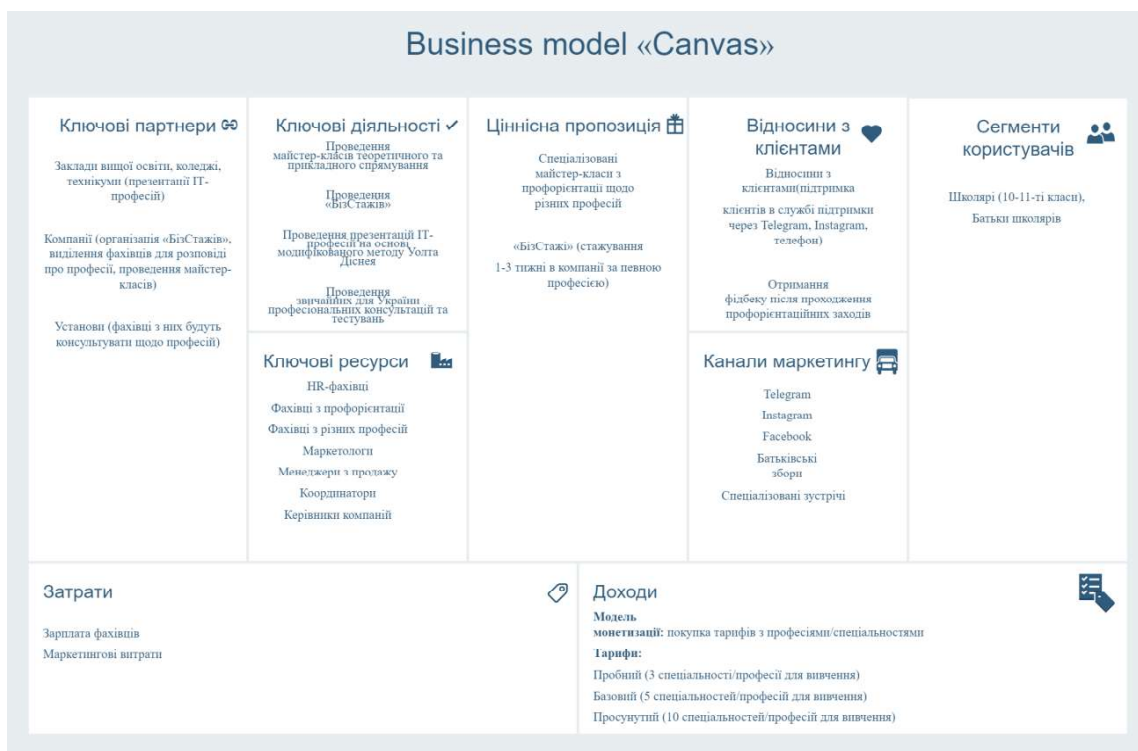 Business model «Canvas»
Ключові партнери
Заклади вищої освіти, коледжі,
технікуми (презентації ІТ-
професій)
Компанії (організація «БізСтажів»,
виділення фахівців для розповіді
про професії, проведення майстер-
класів)
Установи (фахівці з них будуть
консультувати щодо професій)
Ключові діяльності
Проведення
майстер-класів теоретичного та
прикладного спрямування
Проведення
«БізСтажів»
Проведення презентацій ІТ-
професій на основі
модифікованого методу Уолта
Діснея
Проведення
звичайних для України
професіональних консультацій та
тестувань
Ключові ресурси
HR-фахівці
Фахівці з профорієнтації
Фахівці з різних професій
Маркетологи
Менеджери з продажу
Координатори
Керівники компаній
Ціннісна пропозиція
Спеціалізовані
майстер-класи з
профорієнтації щодо
різних професій
«БізСтажі» (стажування
1-3 тижні в компанії за певною
професією)
Відносини з
клієнтами
Відносини з
клієнтами(підтримка
клієнтів в службі підтримки
через Telegram, Instagram,
телефон)
Отримання
фідбеку після проходження
профорієнтаційних заходів
Канали маркетингу
Telegram
Instagram
Facebook
Батьківські
збори
Спеціалізовані зустрічі
Сегменти
користувачів
Школярі (10-11-ті класи),
Батьки школярів
Затрати
Зарплата фахівців
Маркетингові витрати
Доходи
Модель
монетизації: покупка тарифів з професіями/спеціальностями
Тарифи:
Пробний (3 спеціальності/професії для вивчення)
Базовий (5 спеціальностей/професій для вивчення)
Просунутий (10 спеціальностей/професій для вивчення)